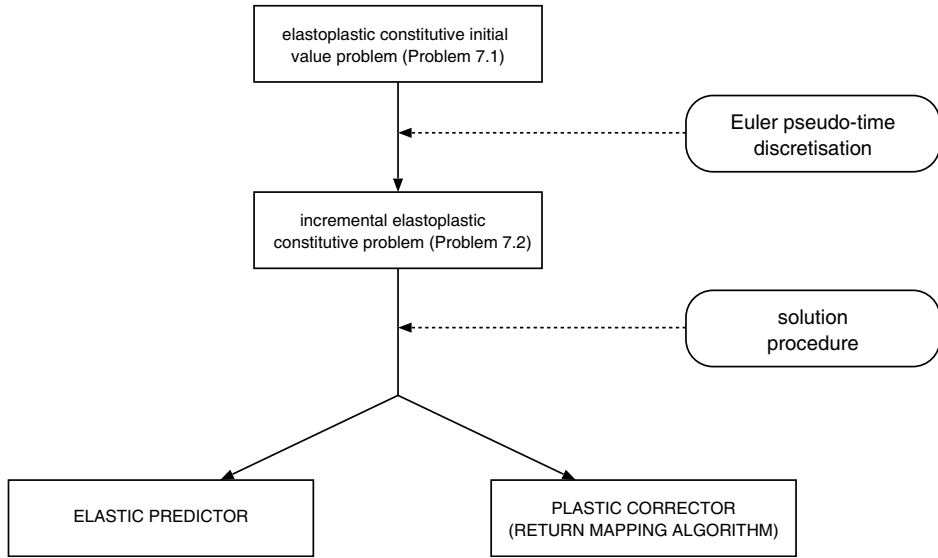 elastoplastic constitutive initial
value problem (Problem 7.1)
Euler pseudo-time
discretisation
incremental elastoplastic
constitutive problem (Problem 7.2)
solution
procedure
ELASTIC PREDICTOR
PLASTIC CORRECTOR
(RETURN MAPPING ALGORITHM)